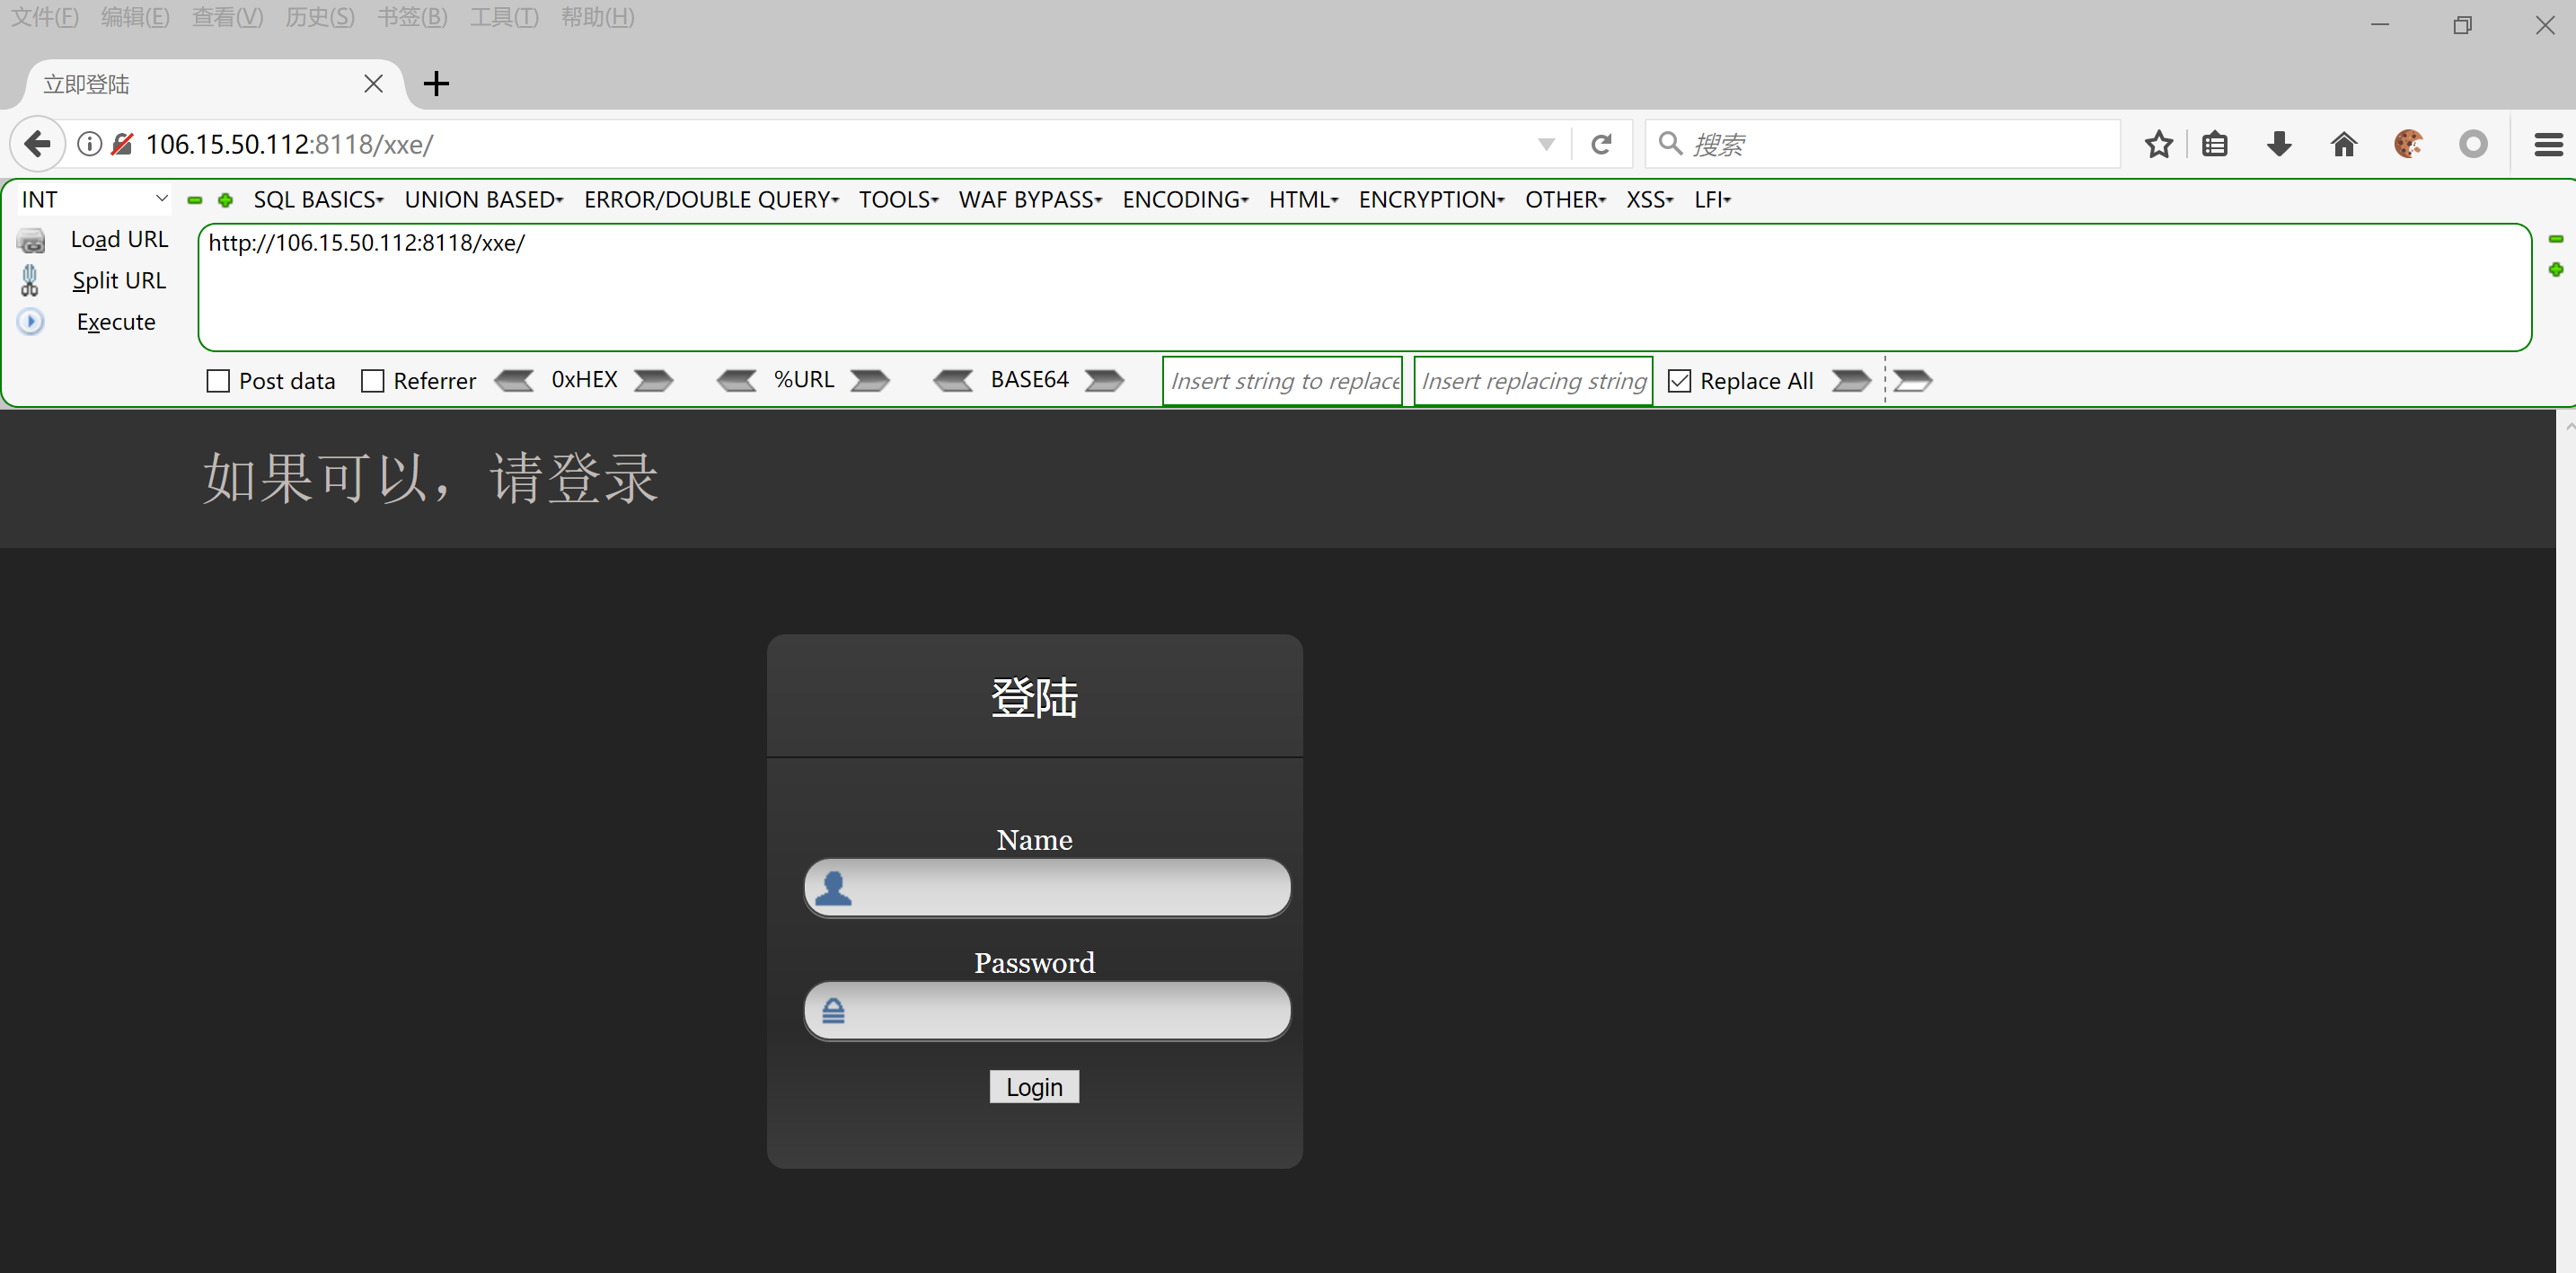 文件(F) 编辑(E) 查看(V) 历史(S) 书签(B) 工具(T) 帮助(H)
立即登陆
106.15.50.112:8118/xxe/
搜索
INT SQL BASICS UNION BASED ERROR/DOUBLE QUERY TOOLS WAF BYPASS ENCODING HTML ENCRYPTION OTHER XSS LFI
Load URL
http://106.15.50.112:8118/xxe/
Split URL
Execute
Post data Referrer 0xHEX %URL BASE64 Insert string to replace Insert replacing string Replace All
如果可以，请登录
登陆
Name
Password
Login